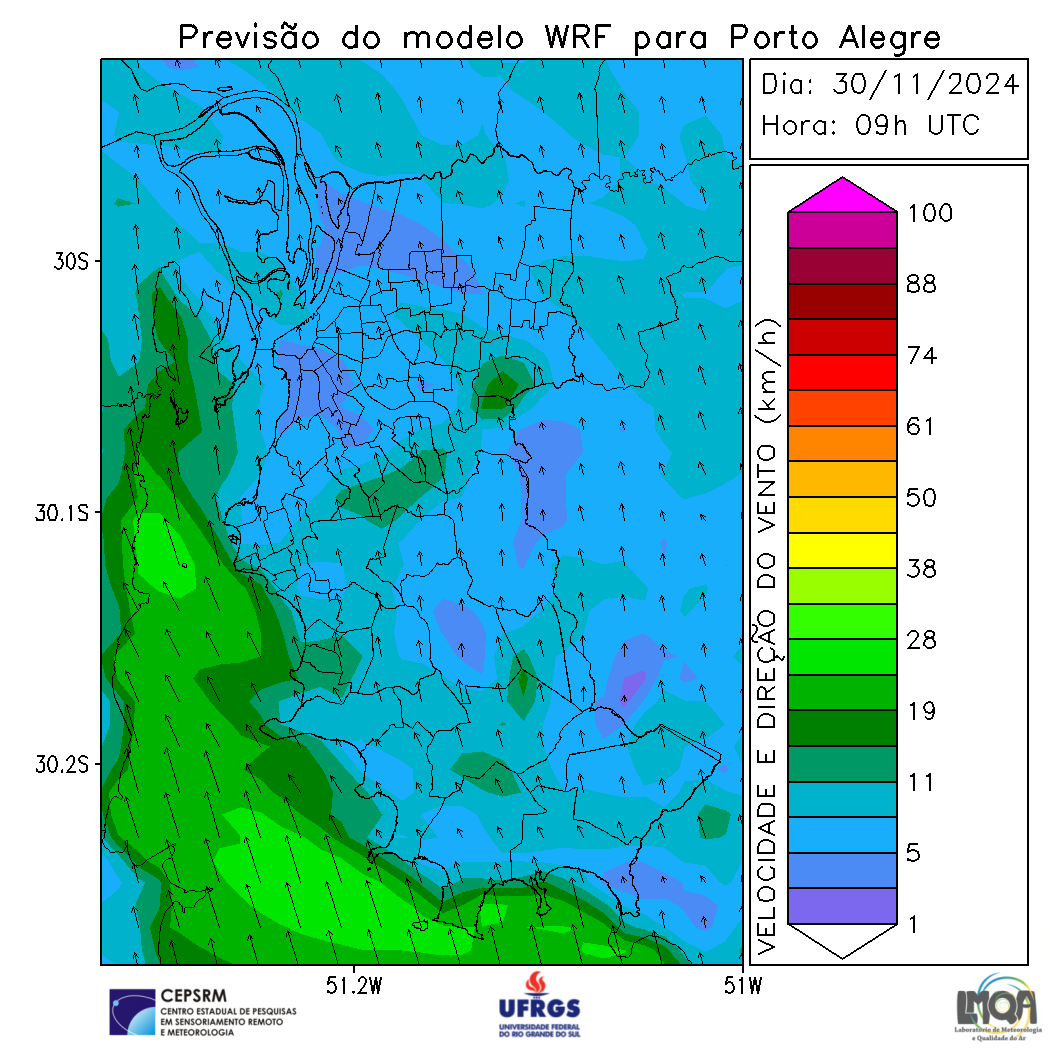 Previsão do modelo WRF para Porto Alegre
Dia: 30/11/2024
Hora: 09h UTC
30S
30.1S
30.2S
51.2W
51W
VELOCIDADE E DIREÇÃO DO VENTO (km/h)
100
88
74
61
50
38
28
19
11
5
1
CEPSRM
CENTRO ESTADUAL DE PESQUISAS
EM SENSORIAMENTO REMOTO
E METEOROLOGIA
UFRGS
UNIVERSIDADE FEDERAL
DO RIO GRANDE DO SUL
LMQA
Laboratório de Meteorologia
e Qualidade do Ar